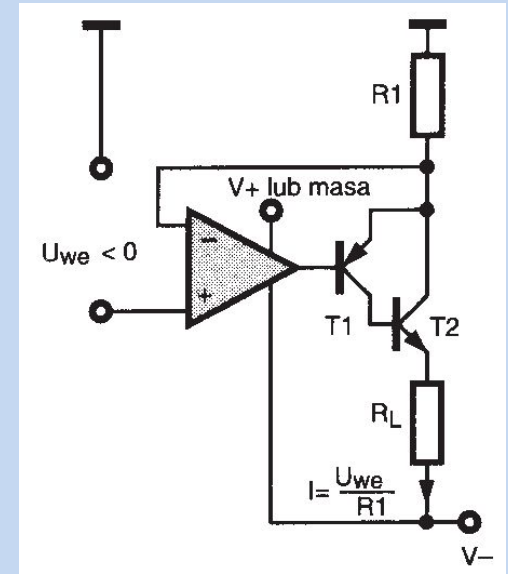 R1
V+ lub masa
Uwe < 0
−
+
T1
T2
RL
I= Uwe
R1
V−